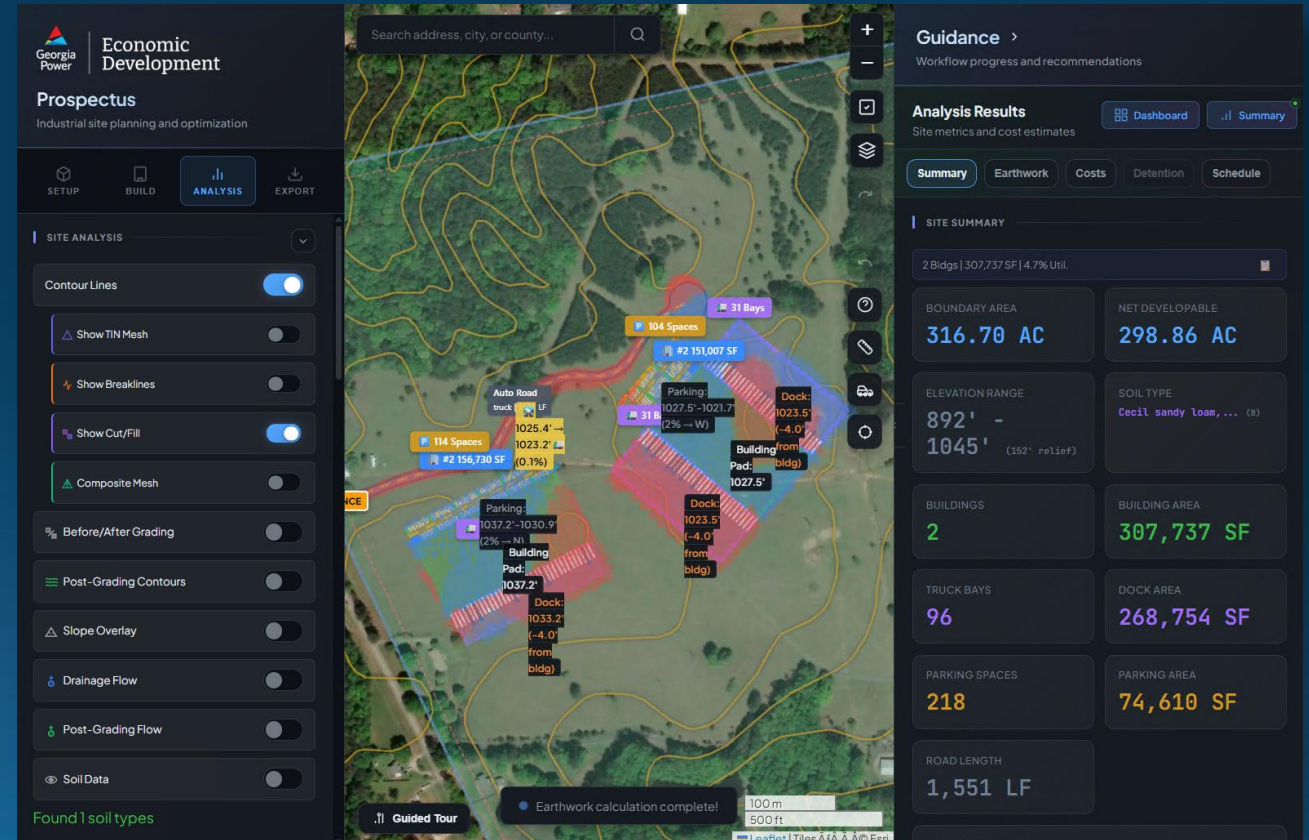 Georgia
Power
Economic
Development
Prospectus
Industrial site planning and optimization
SETUP
BUILD
ANALYSIS
EXPORT
SITE ANALYSIS
Contour Lines
Show TIN Mesh
Show Breaklines
Show Cut/Fill
Composite Mesh
Before/After Grading
Post-Grading Contours
Slope Overlay
Drainage Flow
Post-Grading Flow
Soil Data
Found 1 soil types
Search address, city, or county...
+
−
31 Bays
P 104 Spaces
#2 151,007 SF
Parking:
1027.5'-1021.7'
(2% → W)
31 B
Dock:
1023.5'
(-4.0'
from
bldg)
Building
Pad:
1027.5'
Auto Road
truck LF
1025.4' →
1023.2'
(0.1%)
P 114 Spaces
#2 156,730 SF
NCE
Parking:
1037.2'-1030.9'
(2% → N)
Building
Pad:
1037.2'
Dock:
1033.2'
(-4.0'
from
bldg)
Dock:
1023.5'
(-4.0'
from
bldg)
Guided Tour
Earthwork calculation complete!
100 m
500 ft
Guidance >
Workflow progress and recommendations
Analysis Results
Site metrics and cost estimates
Dashboard
Summary
Summary
Earthwork
Costs
Detention
Schedule
SITE SUMMARY
2 Bldgs | 307,737 SF | 4.7% Util.
BOUNDARY AREA
316.70 AC
NET DEVELOPABLE
298.86 AC
ELEVATION RANGE
892' -
1045' (152' relief)
SOIL TYPE
Cecil sandy loam,...
BUILDINGS
2
BUILDING AREA
307,737 SF
TRUCK BAYS
96
DOCK AREA
268,754 SF
PARKING SPACES
218
PARKING AREA
74,610 SF
ROAD LENGTH
1,551 LF